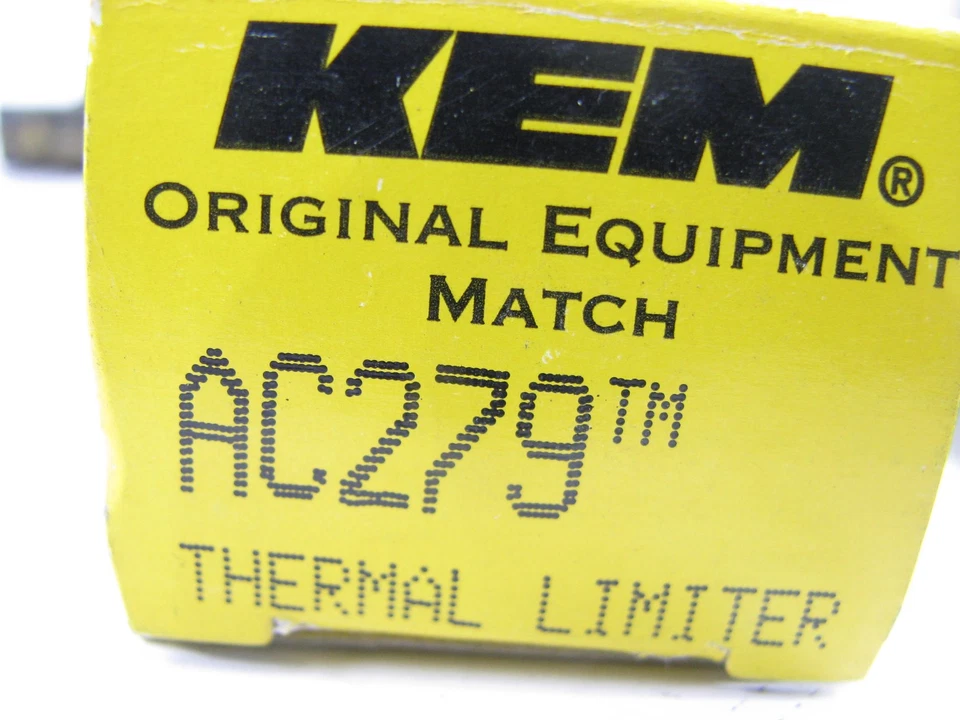 KEM®
ORIGINAL EQUIPMENT
MATCH
AC279™
THERMAL LIMITER